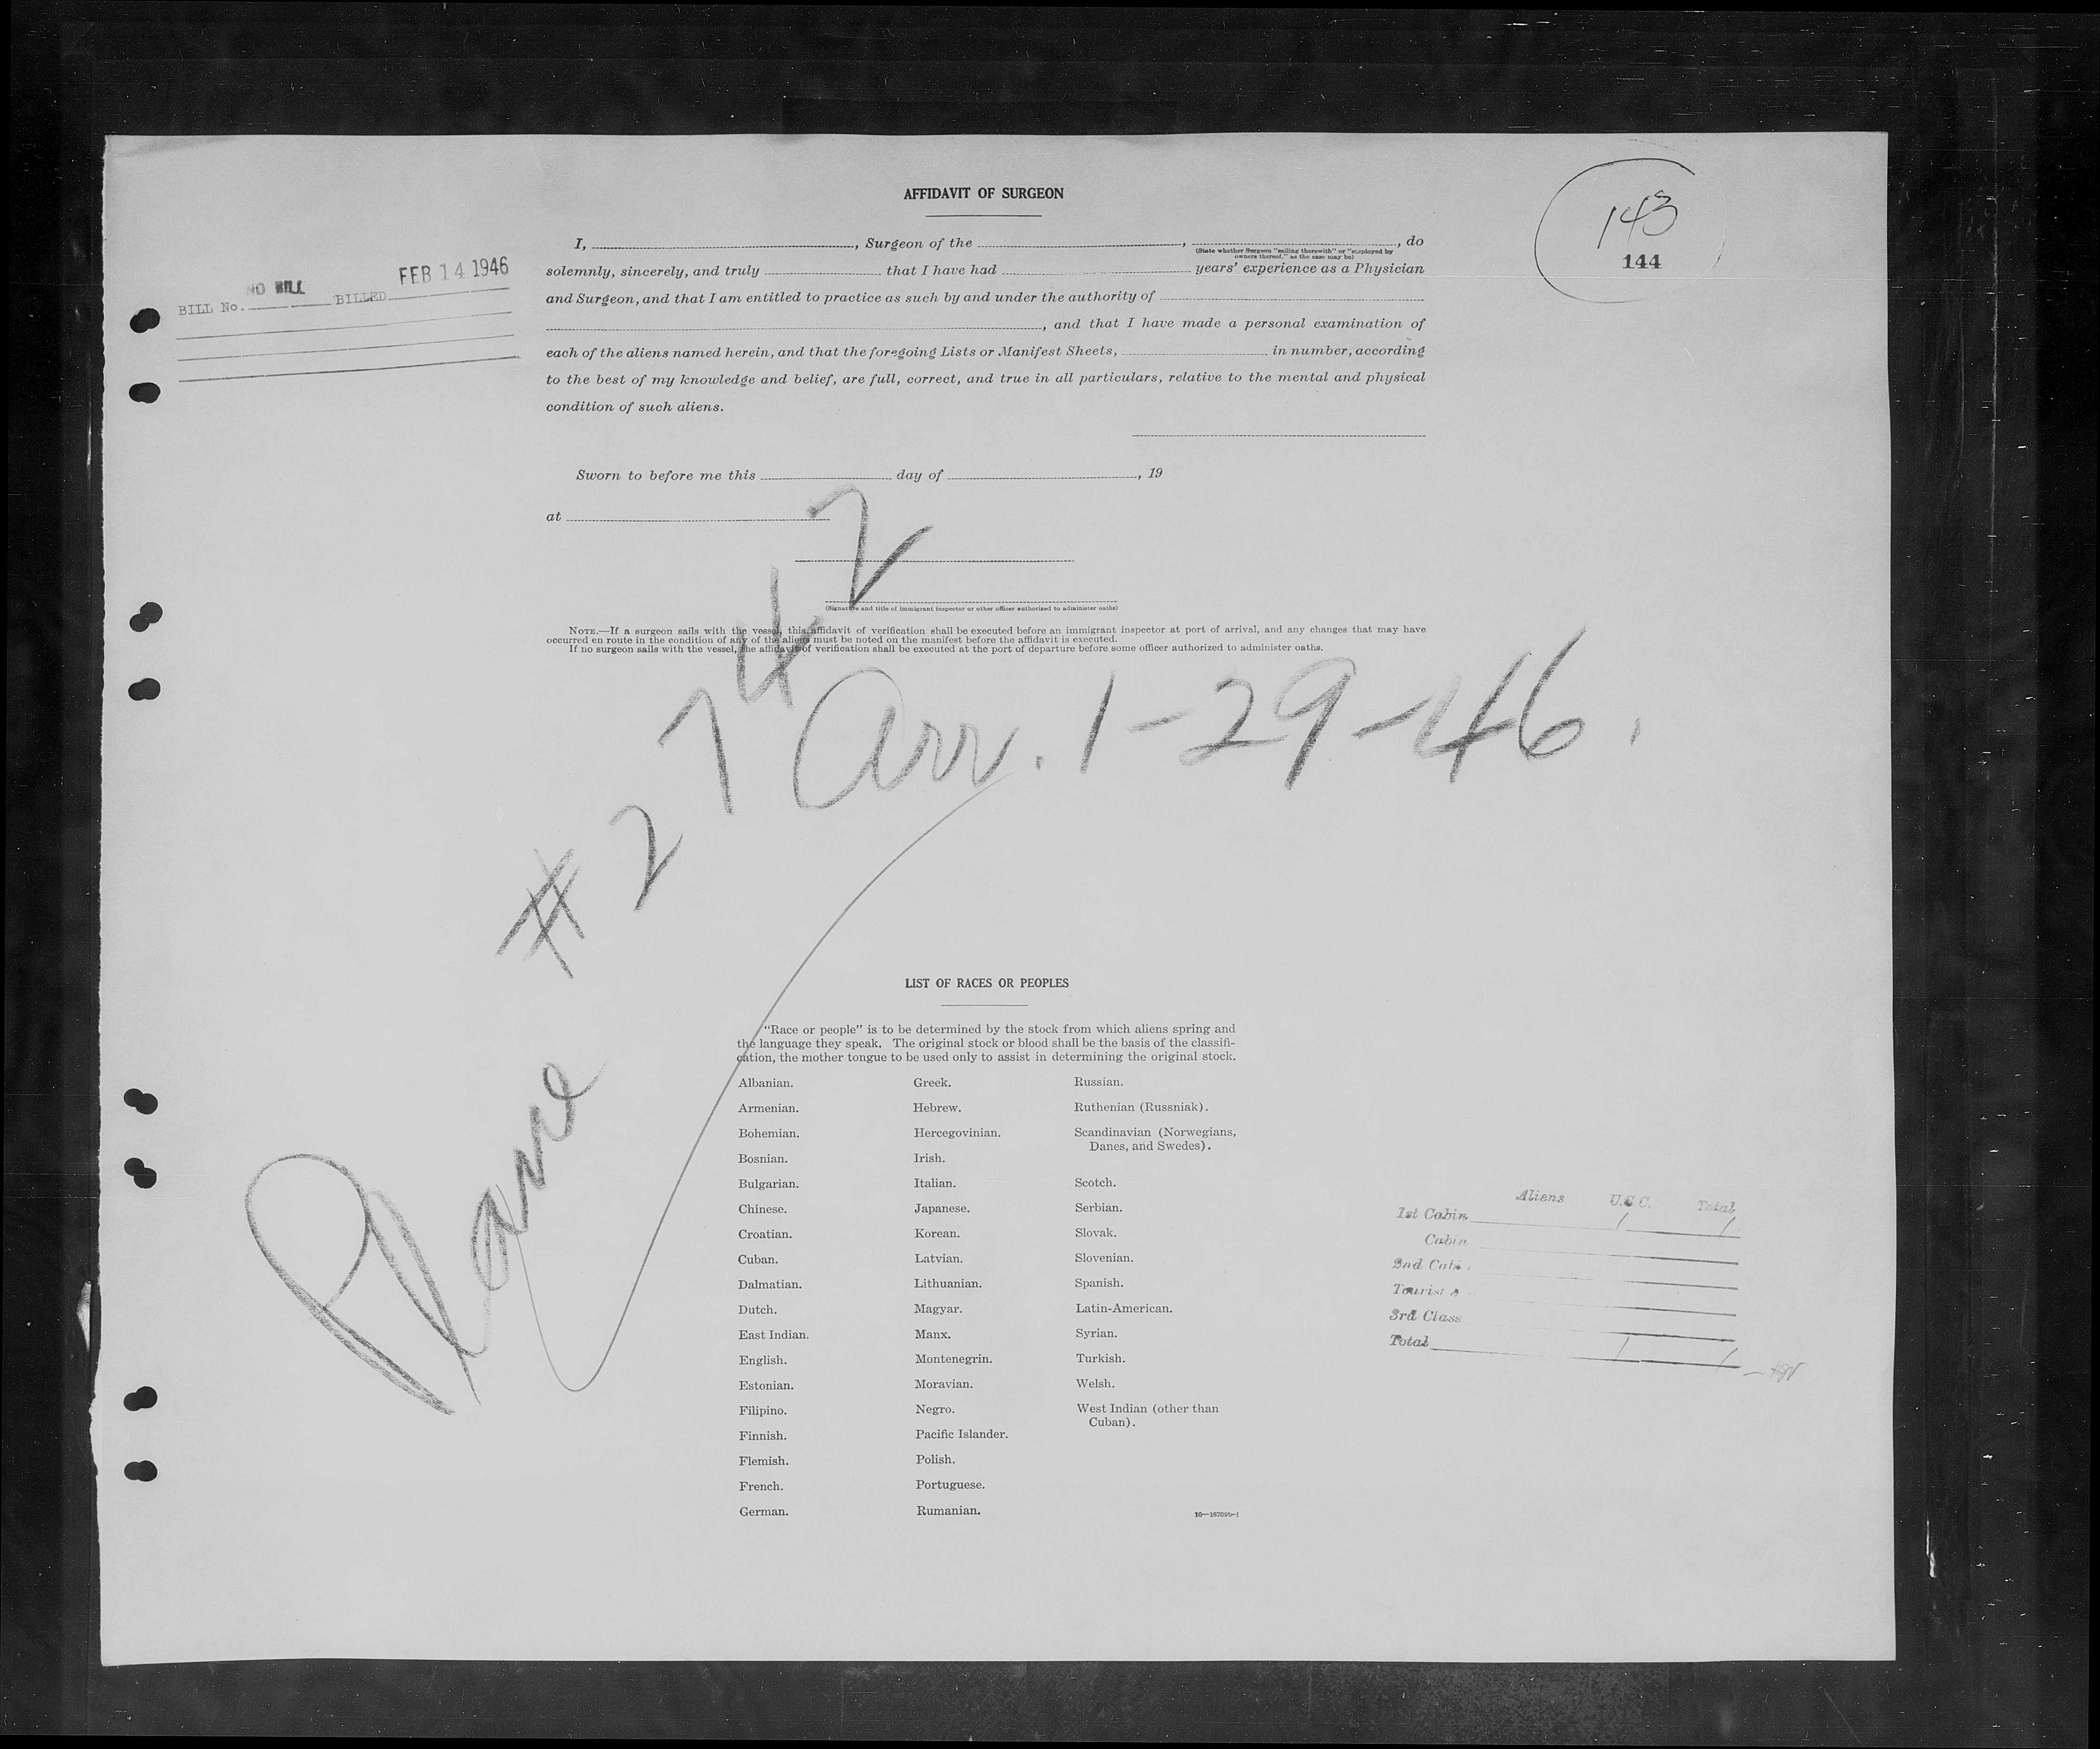 AFFIDAVIT OF SURGEON
143
144
I, , Surgeon of the , , do
(State whether Surgeon "sailing therewith" or "employed by
owners thereof," as the case may be)
solemnly, sincerely, and truly that I have had years' experience as a Physician
and Surgeon, and that I am entitled to practice as such by and under the authority of
, and that I have made a personal examination of
each of the aliens named herein, and that the foregoing Lists or Manifest Sheets, in number, according
to the best of my knowledge and belief, are full, correct, and true in all particulars, relative to the mental and physical
condition of such aliens.
BILL No. NO BILL BILLED FEB 14 1946
Sworn to before me this day of , 19
at
(Signature and title of immigrant inspector or other officer authorized to administer oaths)
NOTE.—If a surgeon sails with the vessel, this affidavit of verification shall be executed before an immigrant inspector at port of arrival, and any changes that may have
occurred en route in the condition of any of the aliens must be noted on the manifest before the affidavit is executed.
If no surgeon sails with the vessel, the affidavit of verification shall be executed at the port of departure before some officer authorized to administer oaths.
Plane # 2742
Arr. 1-29-46.
LIST OF RACES OR PEOPLES
"Race or people" is to be determined by the stock from which aliens spring and
the language they speak. The original stock or blood shall be the basis of the classifi-
cation, the mother tongue to be used only to assist in determining the original stock.
Albanian.
Armenian.
Bohemian.
Bosnian.
Bulgarian.
Chinese.
Croatian.
Cuban.
Dalmatian.
Dutch.
East Indian.
English.
Estonian.
Filipino.
Finnish.
Flemish.
French.
German.
Greek.
Hebrew.
Hercegovinian.
Irish.
Italian.
Japanese.
Korean.
Latvian.
Lithuanian.
Magyar.
Manx.
Montenegrin.
Moravian.
Negro.
Pacific Islander.
Polish.
Portuguese.
Rumanian.
Russian.
Ruthenian (Russniak).
Scandinavian (Norwegians,
Danes, and Swedes).
Scotch.
Serbian.
Slovak.
Slovenian.
Spanish.
Latin-American.
Syrian.
Turkish.
Welsh.
West Indian (other than
Cuban).
16—18709b-1
Aliens U.S.C. Total
1st Cabin 1 1
Cabin
2nd Cabin
Tourist
3rd Class
Total 1 1